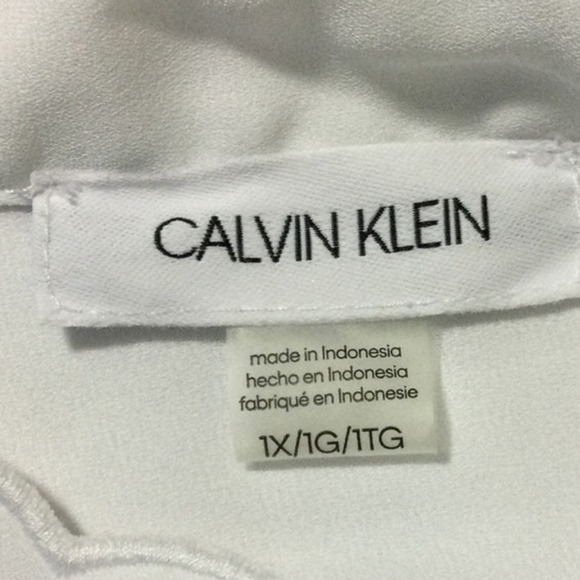 CALVIN KLEIN
made in Indonesia
hecho en Indonesia
fabriqué en Indonesie
1X/1G/1TG